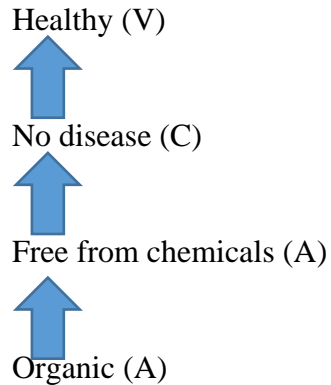 Healthy (V)
No disease (C)
Free from chemicals (A)
Organic (A)